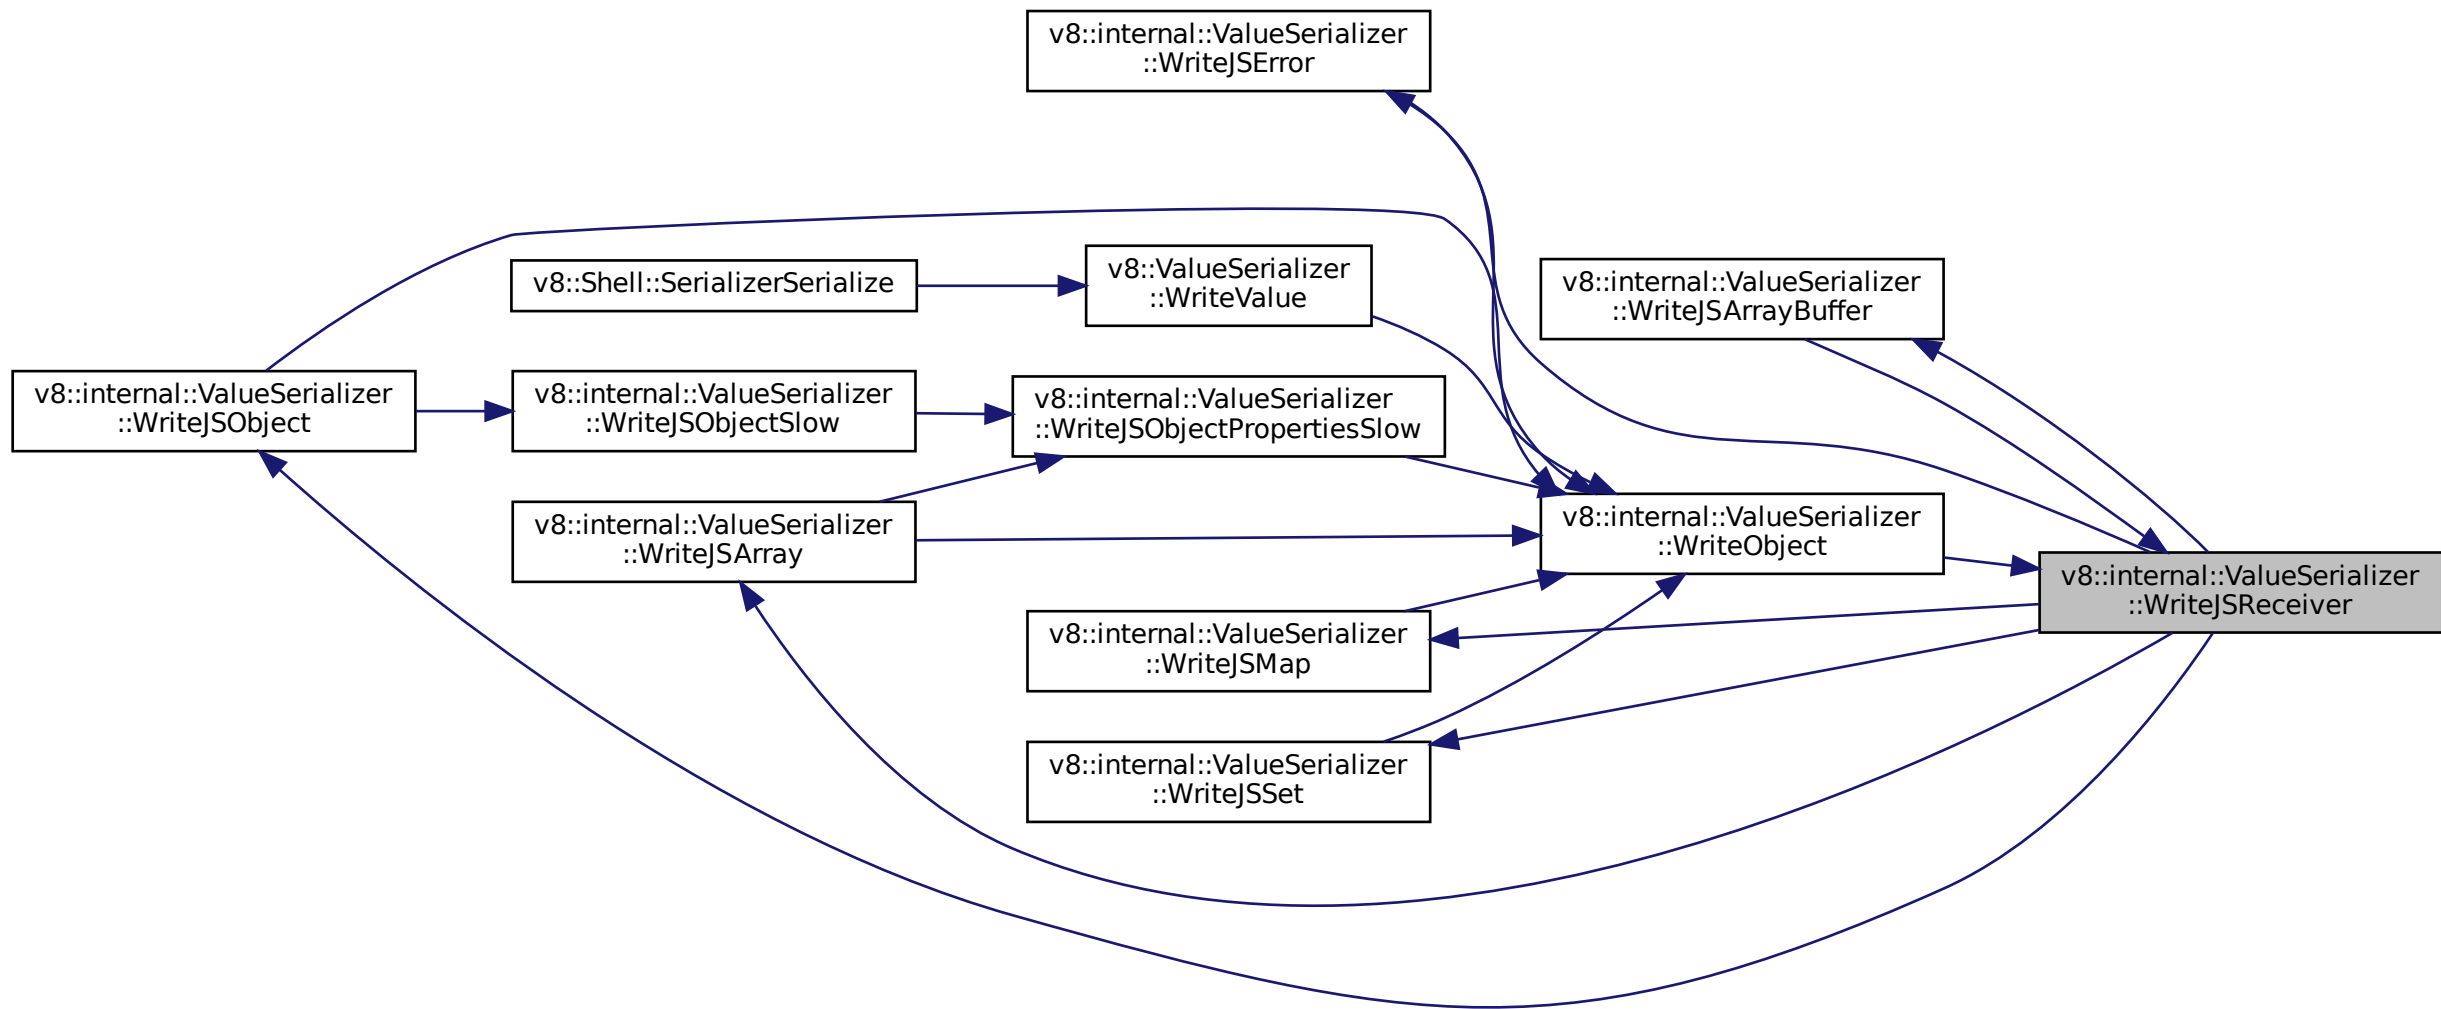 v8::internal::ValueSerializer
::WriteJSError
v8::Shell::SerializerSerialize
v8::ValueSerializer
::WriteValue
v8::internal::ValueSerializer
::WriteJSArrayBuffer
v8::internal::ValueSerializer
::WriteJSObject
v8::internal::ValueSerializer
::WriteJSObjectSlow
v8::internal::ValueSerializer
::WriteJSObjectPropertiesSlow
v8::internal::ValueSerializer
::WriteJSArray
v8::internal::ValueSerializer
::WriteObject
v8::internal::ValueSerializer
::WriteJSReceiver
v8::internal::ValueSerializer
::WriteJSMap
v8::internal::ValueSerializer
::WriteJSSet